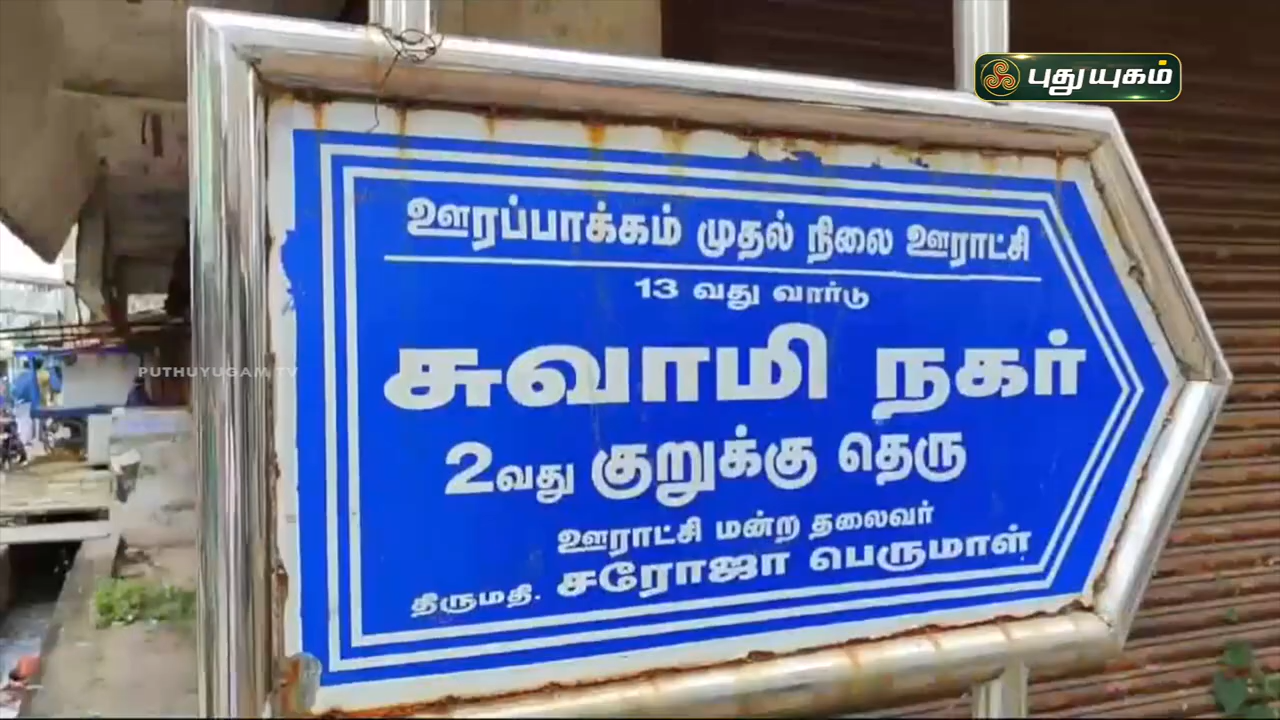 புதுயுகம்
ஊரப்பாக்கம் முதல் நிலை ஊராட்சி
13 வது வார்டு
சுவாமி நகர்
2வது குறுக்கு தெரு
ஊராட்சி மன்ற தலைவர்
திருமதி. சரோஜா பெருமாள்
PUTHUYUGAM TV